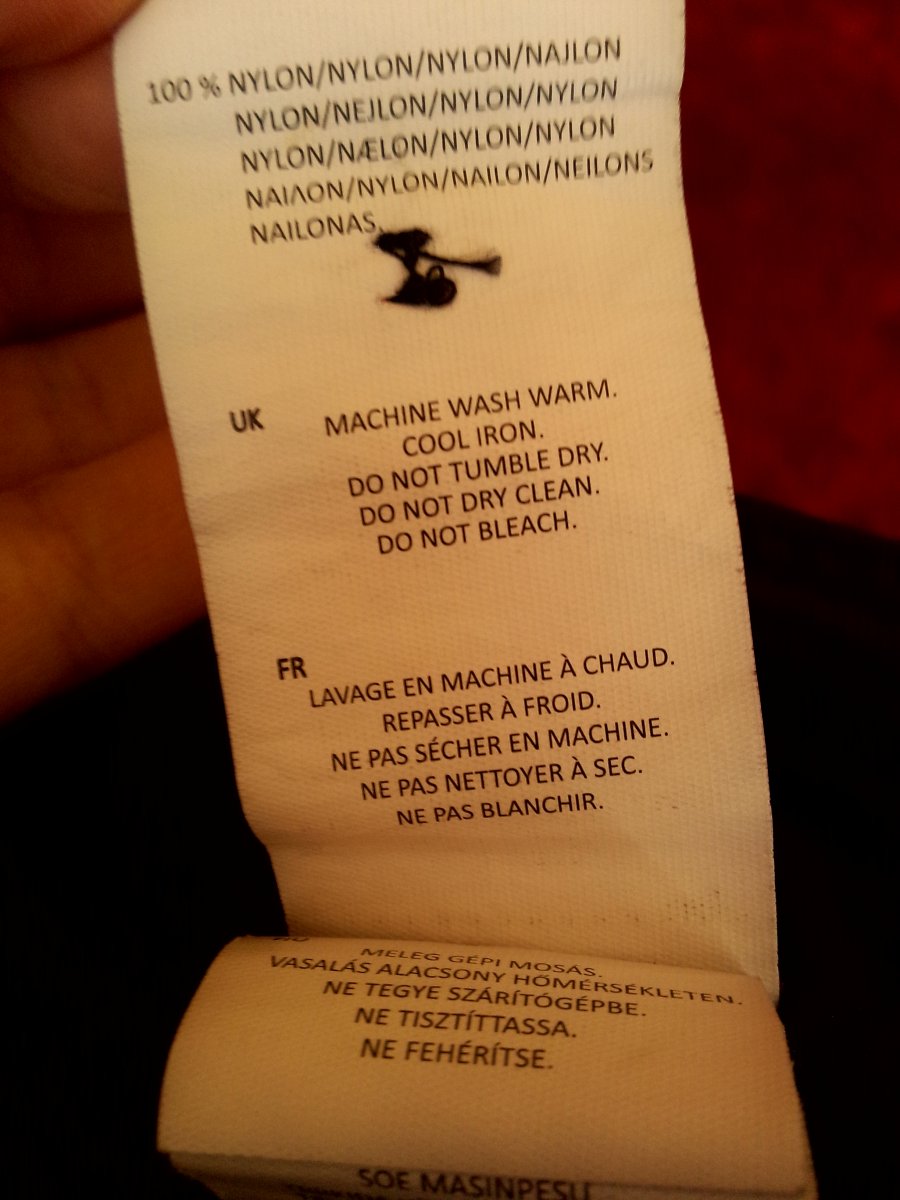 100 % NYLON/NYLON/NYLON/NAJLON
NYLON/NEJLON/NYLON/NYLON
NYLON/NÆLON/NYLON/NYLON
ΝΑΙΛΟΝ/NYLON/NAILON/NEILONS
NAILONAS
UK
MACHINE WASH WARM.
COOL IRON.
DO NOT TUMBLE DRY.
DO NOT DRY CLEAN.
DO NOT BLEACH.
FR
LAVAGE EN MACHINE À CHAUD.
REPASSER À FROID.
NE PAS SÉCHER EN MACHINE.
NE PAS NETTOYER À SEC.
NE PAS BLANCHIR.
MELEG GÉPI MOSÁS.
VASALÁS ALACSONY HŐMÉRSÉKLETEN.
NE TEGYE SZÁRÍTÓGÉPBE.
NE TISZTÍTTASSA.
NE FEHÉRÍTSE.
SOE MASINPESU